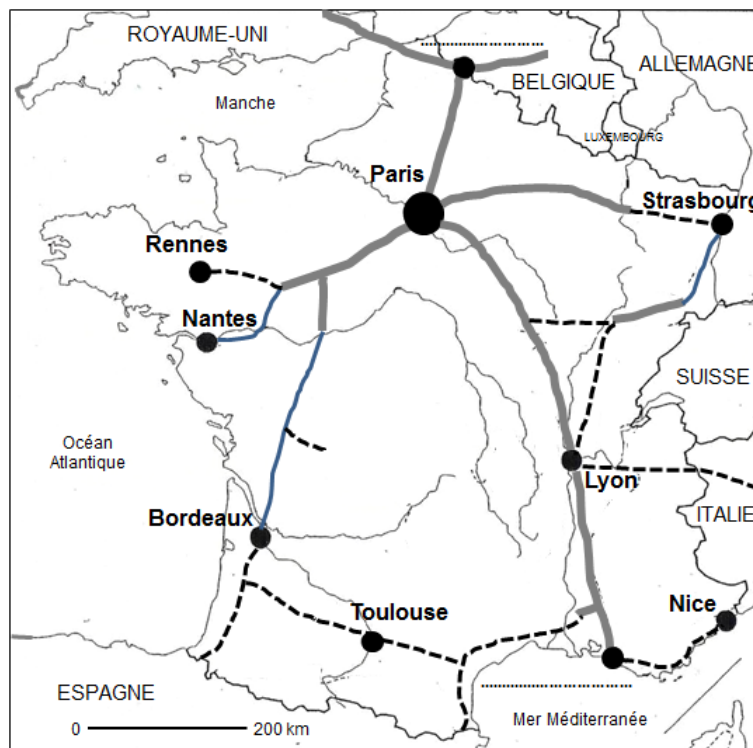 ROYAUME-UNI
ALLEMAGNE
BELGIQUE
Manche
LUXEMBOURG
Paris
Strasbourg
Rennes
Nantes
SUISSE
Océan
Atlantique
Lyon
ITALIE
Bordeaux
Toulouse
Nice
ESPAGNE
Mer Méditerranée
0 200 km